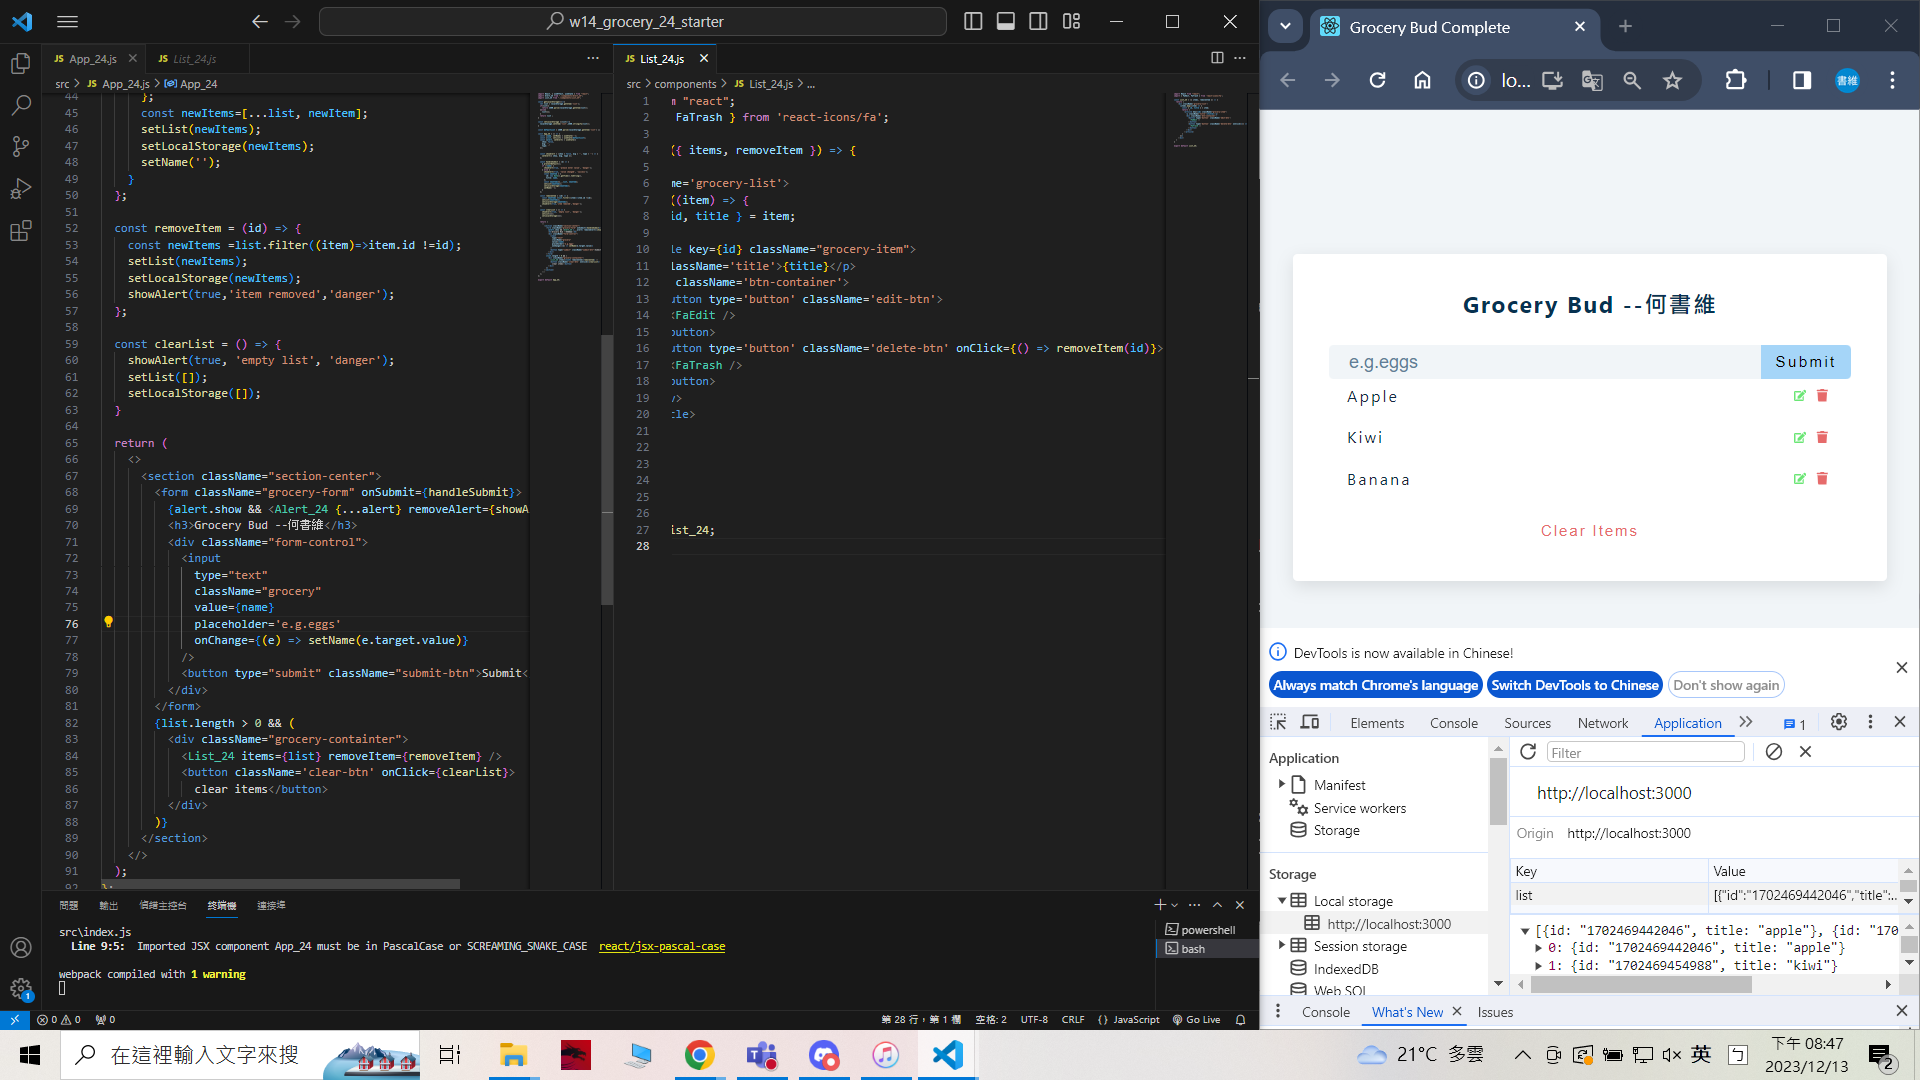 w14_grocery_24_starter
JS App_24.js
JS List_24.js
src > JS App_24.js > App_24
44 };
45 const newItems=[...list, newItem];
46 setList(newItems);
47 setLocalStorage(newItems);
48 setName('');
49 }
50 };
51
52 const removeItem = (id) => {
53 const newItems =list.filter((item)=>item.id !=id);
54 setList(newItems);
55 setLocalStorage(newItems);
56 showAlert(true,'item removed','danger');
57 };
58
59 const clearList = () => {
60 showAlert(true, 'empty list', 'danger');
61 setList([]);
62 setLocalStorage([]);
63 }
64
65 return (
66 <>
67 <section className="section-center">
68 <form className="grocery-form" onSubmit={handleSubmit}>
69 {alert.show && <Alert_24 {...alert} removeAlert={showA
70 <h3>Grocery Bud --何書維</h3>
71 <div className="form-control">
72 <input
73 type="text"
74 className="grocery"
75 value={name}
76 placeholder='e.g.eggs'
77 onChange={(e) => setName(e.target.value)}
78 />
79 <button type="submit" className="submit-btn">Submit<
80 </div>
81 </form>
82 {list.length > 0 && (
83 <div className="grocery-containter">
84 <List_24 items={list} removeItem={removeItem} />
85 <button className='clear-btn' onClick={clearList}>
86 clear items</button>
87 </div>
88 )}
89 </section>
90 </>
91 );
92 };
JS List_24.js
src > components > JS List_24.js > ...
1 n "react";
2 FaTrash } from 'react-icons/fa';
3
4 ({ items, removeItem }) => {
5
6 me='grocery-list'>
7 ((item) => {
8 id, title } = item;
9
10 le key={id} className="grocery-item">
11 lassName='title'>{title}</p>
12 className='btn-container'>
13 utton type='button' className='edit-btn'>
14 <FaEdit />
15 button>
16 utton type='button' className='delete-btn' onClick={() => removeItem(id)}>
17 <FaTrash />
18 button>
19 v>
20 cle>
21
22
23
24
25
26
27 ist_24;
28
問題 輸出 偵錯主控台 終端機 連接埠
src\index.js
Line 9:5: Imported JSX component App_24 must be in PascalCase or SCREAMING_SNAKE_CASE react/jsx-pascal-case
webpack compiled with 1 warning
powershell
bash
0 0 0
第 28 行，第 1 欄 空格: 2 UTF-8 CRLF {} JavaScript Go Live
Grocery Bud Complete
lo...
書維
Grocery Bud --何書維
e.g.eggs Submit
Apple
Kiwi
Banana
Clear Items
DevTools is now available in Chinese!
Always match Chrome's language Switch DevTools to Chinese Don't show again
Elements Console Sources Network Application 1
Application
Manifest
Service workers
Storage
Storage
Local storage
http://localhost:3000
Session storage
IndexedDB
Web SQL
Filter
http://localhost:3000
Origin http://localhost:3000
Key Value
list [{"id":"1702469442046","title":...
[{id: "1702469442046", title: "apple"}, {id: "170
0: {id: "1702469442046", title: "apple"}
1: {id: "1702469454988", title: "kiwi"}
Console What's New Issues
在這裡輸入文字來搜
21°C 多雲
英 ㄅ
下午 08:47
2023/12/13
2